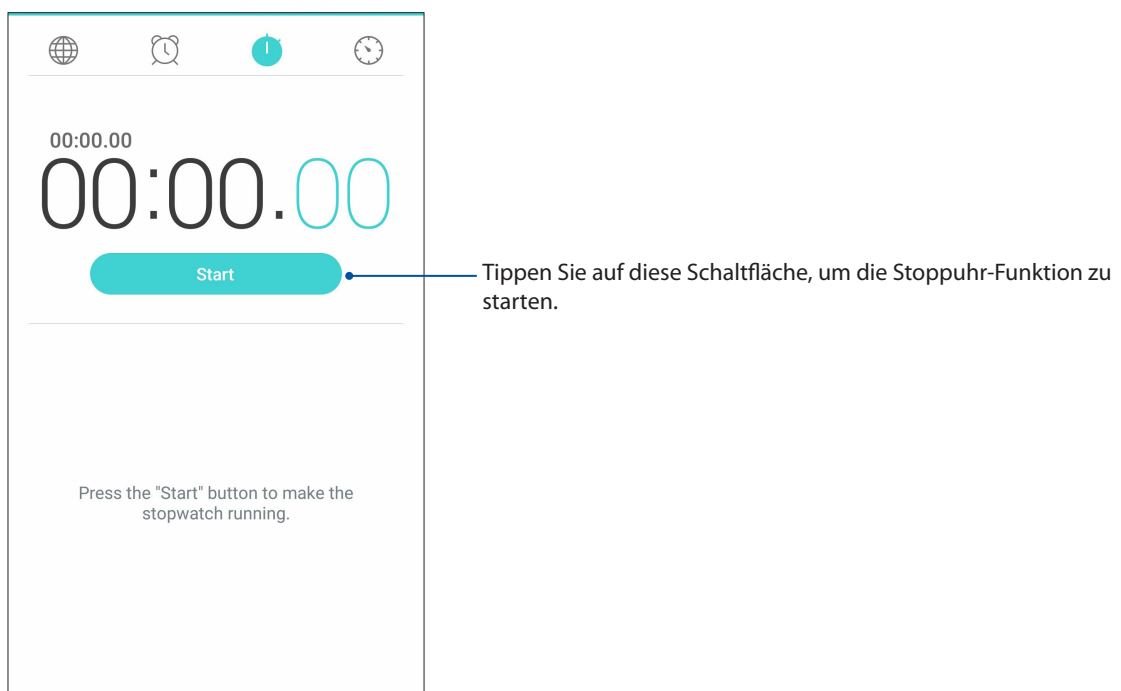 00:00.00
00:00.00
Start
Tippen Sie auf diese Schaltfläche, um die Stoppuhr-Funktion zu
starten.
Press the "Start" button to make the
stopwatch running.